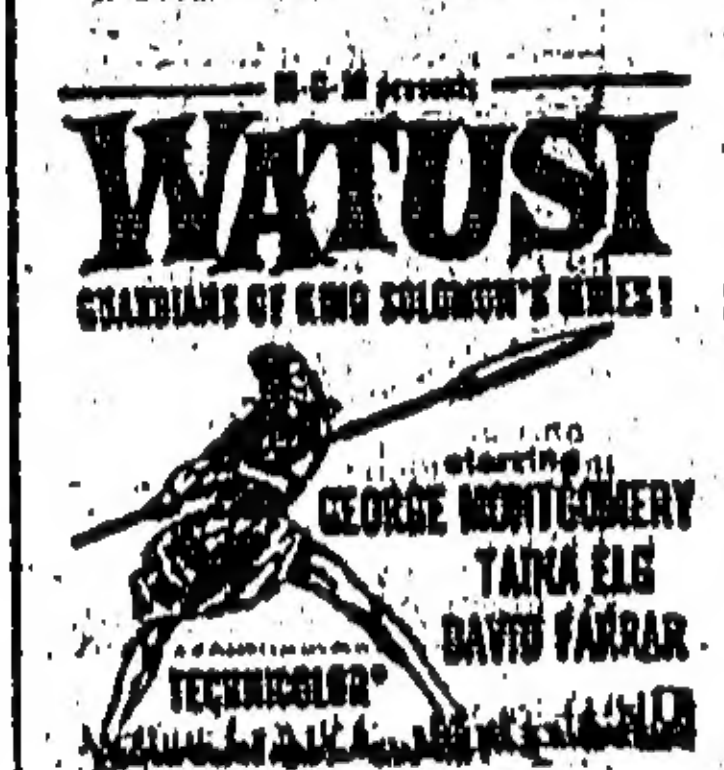 M-G-M presents
WATUSI
GUARDIANS OF KING SOLOMON'S MINES!
starring
GEORGE MONTGOMERY
TAINA ELG
DAVID FARRAR
TECHNICOLOR®